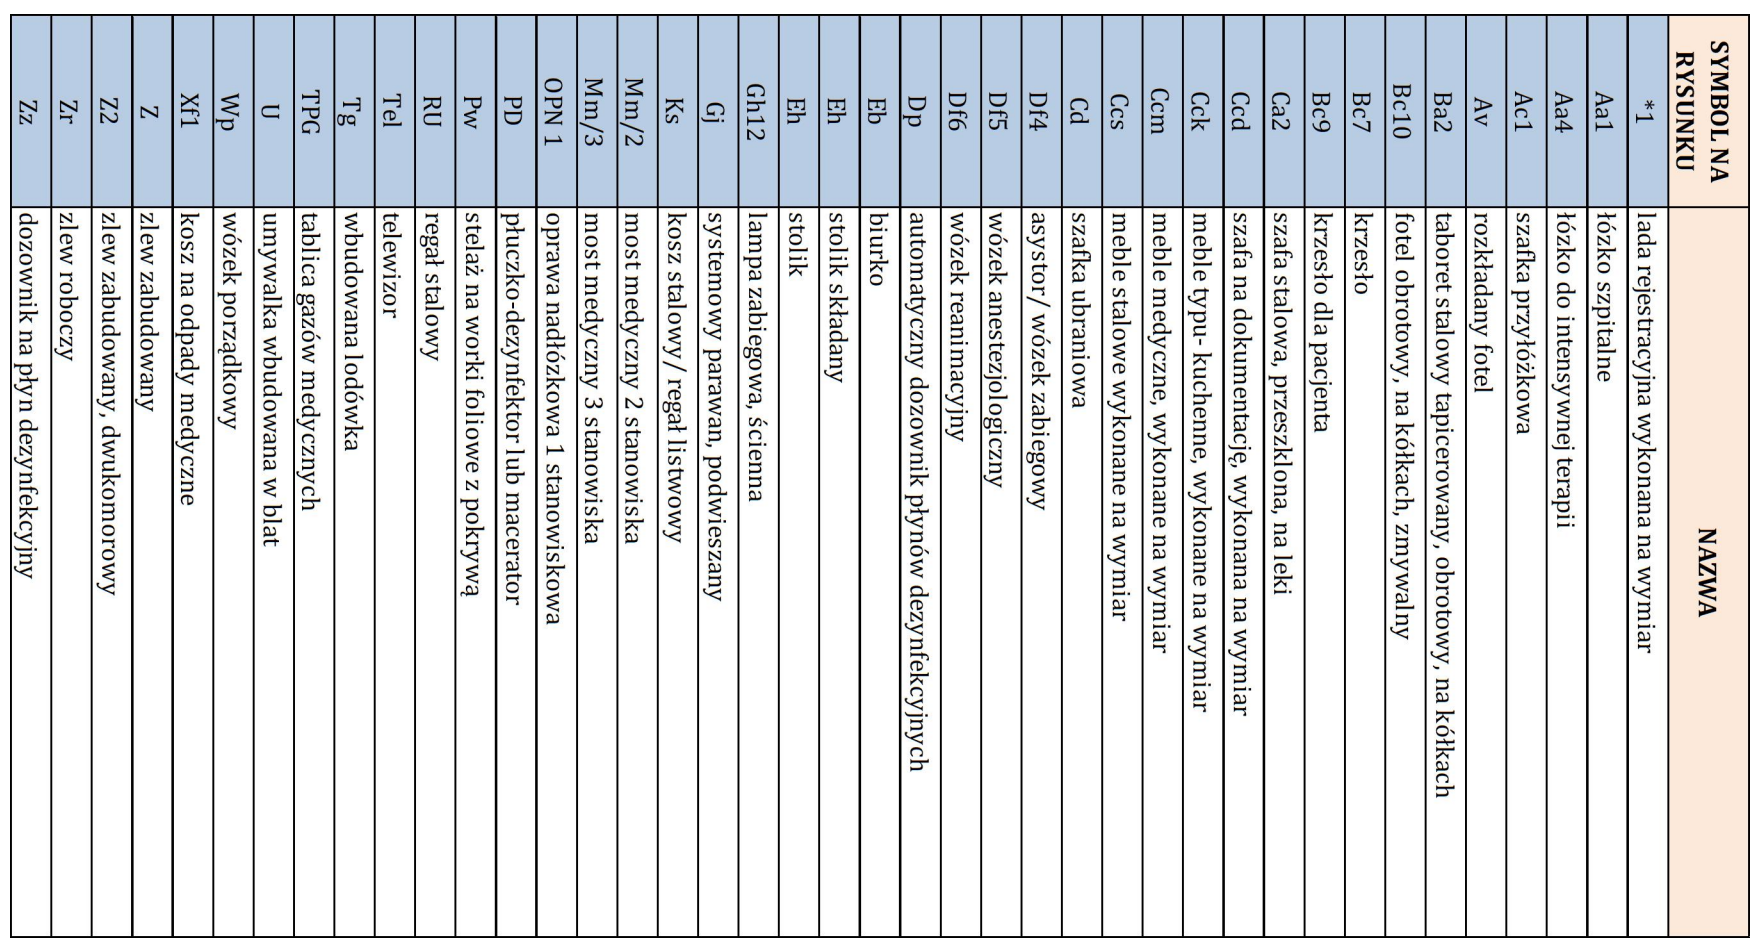 SYMBOL NA
RYSUNKU
NAZWA
*1 lada rejestracyjna wykonana na wymiar
Aa1 łózko szpitalne
Aa4 łózko do intensywnej terapii
Ac1 szafka przyłóżkowa
Av rozkładany fotel
Ba2 taboret stalowy tapicerowany, obrotowy, na kółkach
Bc10 fotel obrotowy, na kółkach, zmywalny
Bc7 krzesło
Bc9 krzesło dla pacjenta
Ca2 szafa stalowa, przeszklona, na leki
Ccd szafa na dokumentację, wykonana na wymiar
Cck meble typu- kuchenne, wykonane na wymiar
Ccm meble medyczne, wykonane na wymiar
Ccs meble stalowe wykonane na wymiar
Cd szafka ubraniowa
Df4 asystor/ wózek zabiegowy
Df5 wózek anestezjologiczny
Df6 wózek reanimacyjny
Dp automatyczny dozownik płynów dezynfekcyjnych
Eb biurko
Eh stolik składany
Eh stolik
Gh12 lampa zabiegowa, ścienna
Gj systemowy parawan, podwieszany
Ks kosz stalowy/ regał listwowy
Mm/2 most medyczny 2 stanowiska
Mm/3 most medyczny 3 stanowiska
OPN 1 oprawa nadłózkowa 1 stanowiskowa
PD płuczko-dezynfektor lub macerator
Pw stelaż na worki foliowe z pokrywą
RU regał stalowy
Tel telewizor
Tg wbudowana lodówka
TPG tablica gazów medycznych
U umywalka wbudowana w blat
Wp wózek porządkowy
Xf1 kosz na odpady medyczne
Z zlew zabudowany
Z2 zlew zabudowany, dwukomorowy
Zr zlew roboczy
Zz dozownik na płyn dezynfekcyjny